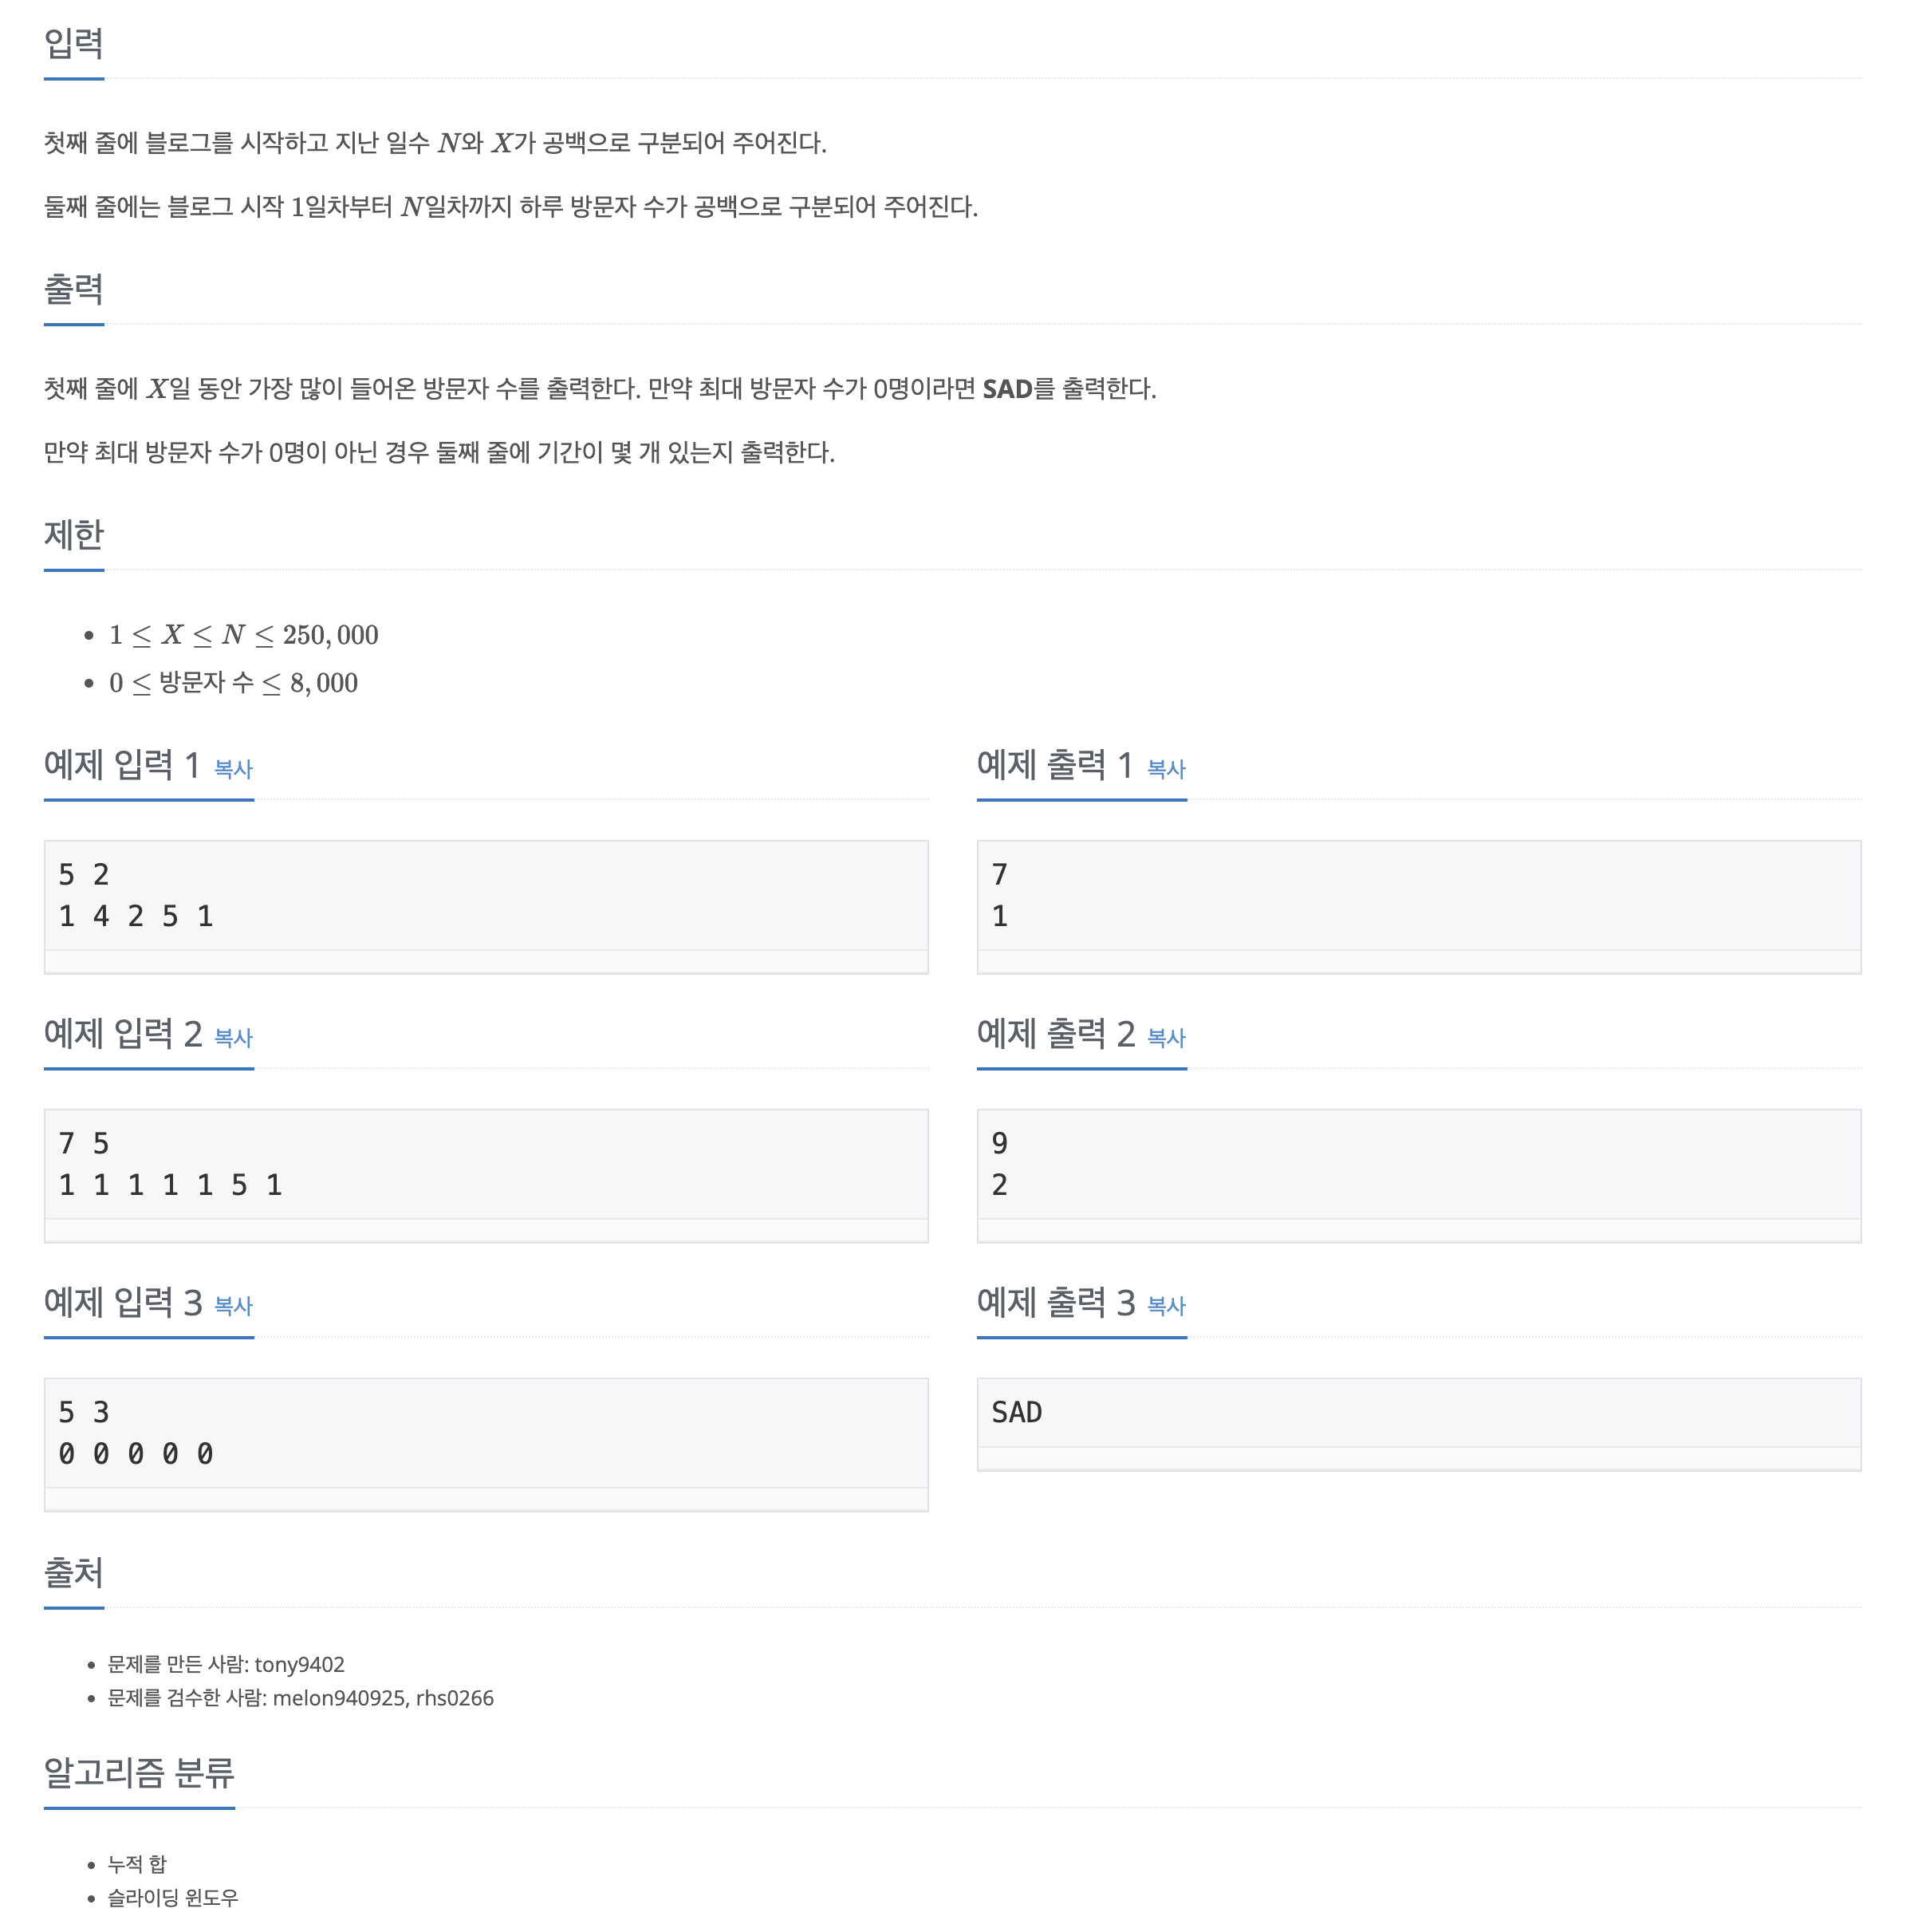 입력
첫째 줄에 블로그를 시작하고 지난 일수 N와 X가 공백으로 구분되어 주어진다.
둘째 줄에는 블로그 시작 1일차부터 N일차까지 하루 방문자 수가 공백으로 구분되어 주어진다.
출력
첫째 줄에 X일 동안 가장 많이 들어온 방문자 수를 출력한다. 만약 최대 방문자 수가 0명이라면 SAD를 출력한다.
만약 최대 방문자 수가 0명이 아닌 경우 둘째 줄에 기간이 몇 개 있는지 출력한다.
제한
• 1 ≤ X ≤ N ≤ 250,000
• 0 ≤ 방문자 수 ≤ 8,000
예제 입력 1 복사
5 2
1 4 2 5 1
예제 출력 1 복사
7
1
예제 입력 2 복사
7 5
1 1 1 1 1 5 1
예제 출력 2 복사
9
2
예제 입력 3 복사
5 3
0 0 0 0 0
예제 출력 3 복사
SAD
출처
• 문제를 만든 사람: tony9402
• 문제를 검수한 사람: melon940925, rhs0266
알고리즘 분류
• 누적 합
• 슬라이딩 윈도우